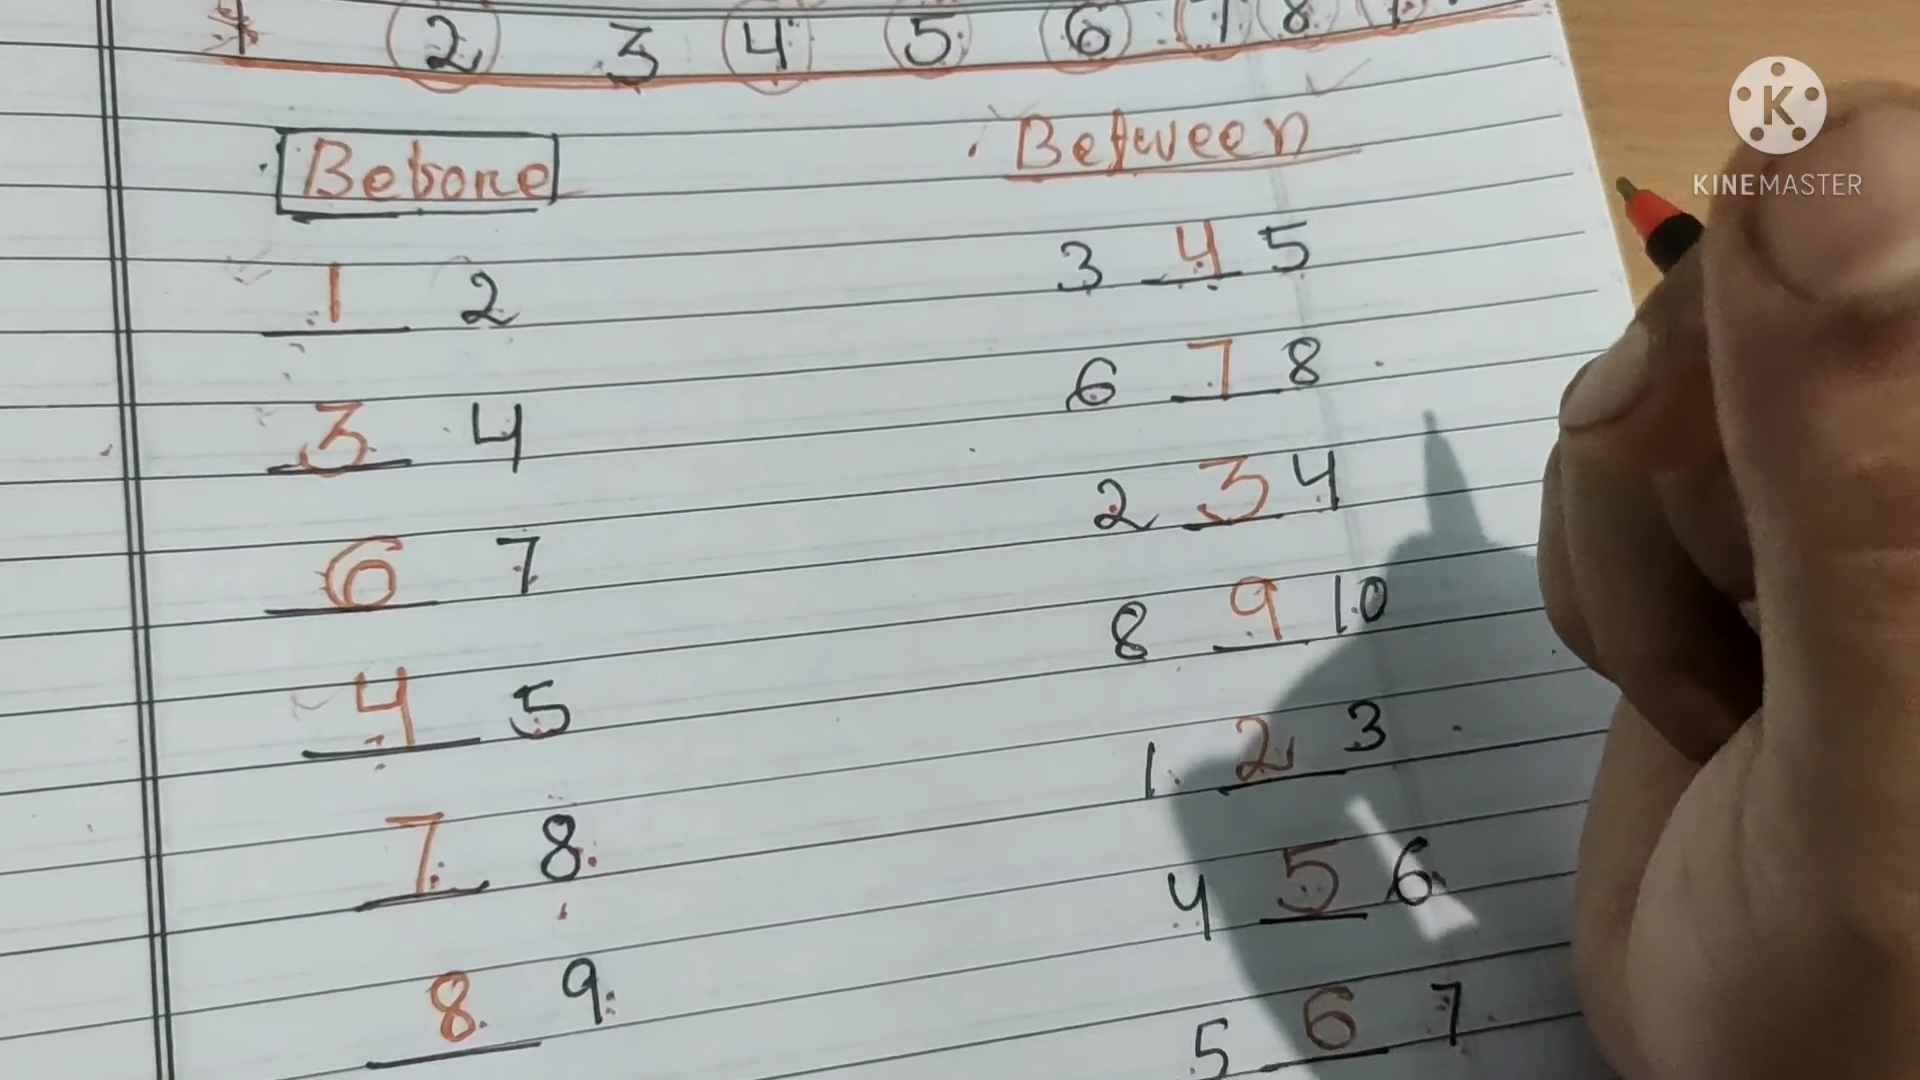 1 2 3 4 5 6 7 8
Before
1 2
3 4
6 7
4 5
7 8
8 9
Between
3 4 5
6 7 8
2 3 4
8 9 10
1 2 3
4 5 6
5 6 7
K
KINEMASTER